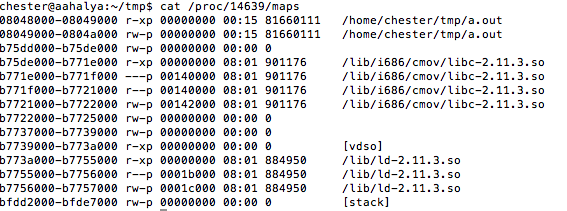 chester@aahalya:~/tmp$ cat /proc/14639/maps
08048000-08049000 r-xp 00000000 00:15 81660111   /home/chester/tmp/a.out
08049000-0804a000 rw-p 00000000 00:15 81660111   /home/chester/tmp/a.out
b75dd000-b75de000 rw-p 00000000 00:00 0
b75de000-b771e000 r-xp 00000000 08:01 901176     /lib/i686/cmov/libc-2.11.3.so
b771e000-b771f000 ---p 00140000 08:01 901176     /lib/i686/cmov/libc-2.11.3.so
b771f000-b7721000 r--p 00140000 08:01 901176     /lib/i686/cmov/libc-2.11.3.so
b7721000-b7722000 rw-p 00142000 08:01 901176     /lib/i686/cmov/libc-2.11.3.so
b7722000-b7725000 rw-p 00000000 00:00 0
b7737000-b7739000 rw-p 00000000 00:00 0
b7739000-b773a000 r-xp 00000000 00:00 0          [vdso]
b773a000-b7755000 r-xp 00000000 08:01 884950     /lib/ld-2.11.3.so
b7755000-b7756000 r--p 0001b000 08:01 884950     /lib/ld-2.11.3.so
b7756000-b7757000 rw-p 0001c000 08:01 884950     /lib/ld-2.11.3.so
bfdd2000-bfde7000 rw-p 00000000 00:00 0          [stack]